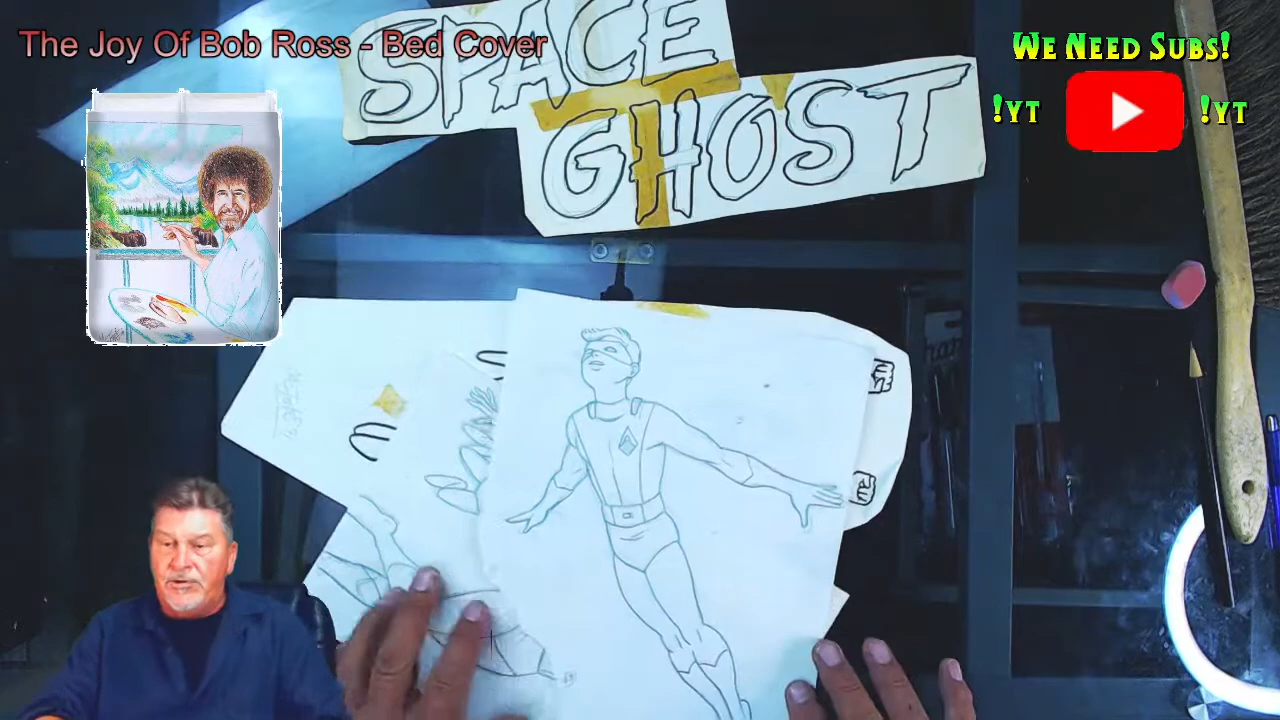 The Joy Of Bob Ross - Bed Cover
We Need Subs!
!YT
!YT
SPACE
GHOST